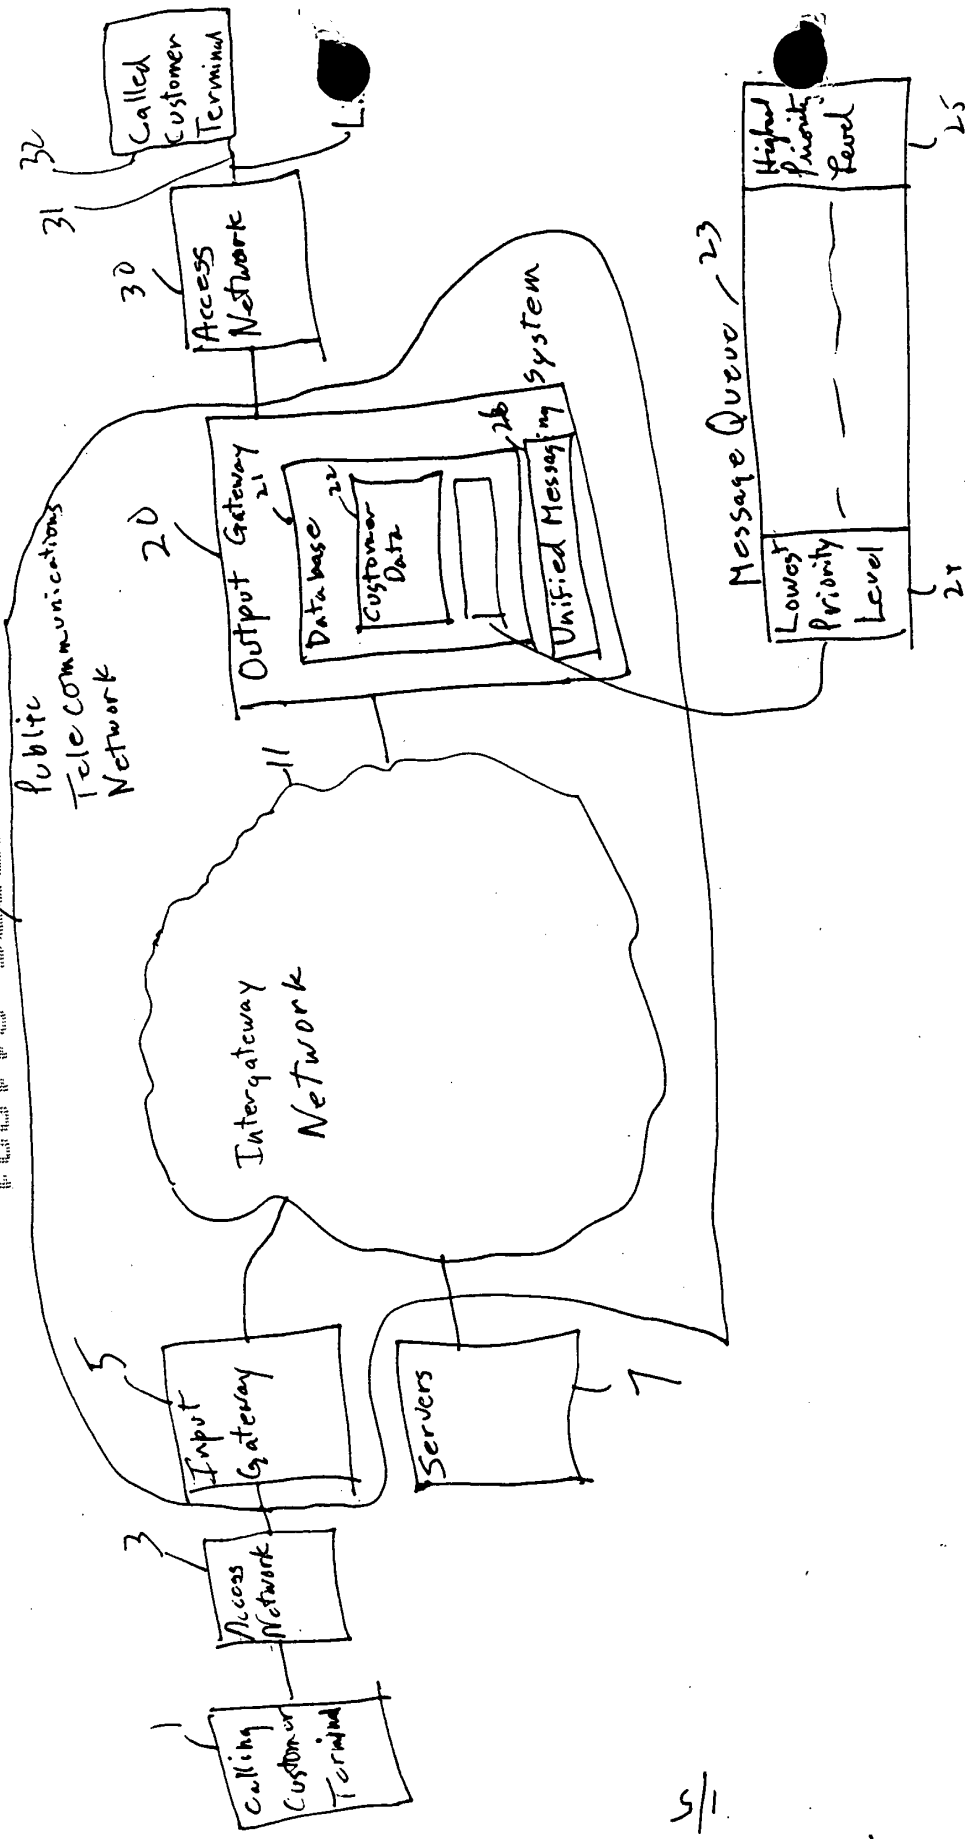 Public
Telecommunications
Network
1
Calling
Customer
Terminal
3
Access
Network
5
Input
Gateway
Servers
7
Intergateway
Network
11
20
Output Gateway
21
Database
22
Customer
Data
26
Unified Messaging System
30
Access
Network
31
32
Called
Customer
Terminal
Message Queue
23
Lowest
Priority
Level
Highest
Priority
Level
25